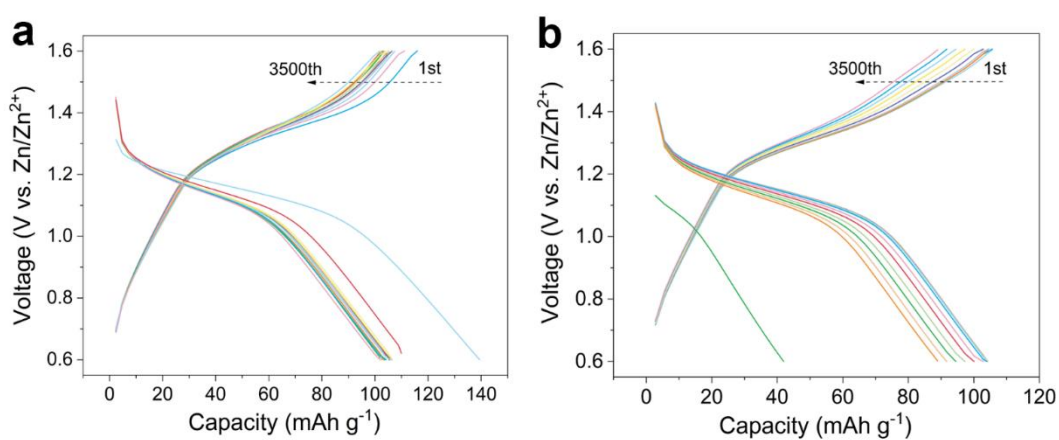 a
1.6
1.4
1.2
1.0
0.8
0.6
Voltage (V vs. Zn/Zn²⁺)
3500th
1st
0 20 40 60 80 100 120 140
Capacity (mAh g⁻¹)
b
1.6
1.4
1.2
1.0
0.8
0.6
Voltage (V vs. Zn/Zn²⁺)
3500th
1st
0 20 40 60 80 100 120
Capacity (mAh g⁻¹)